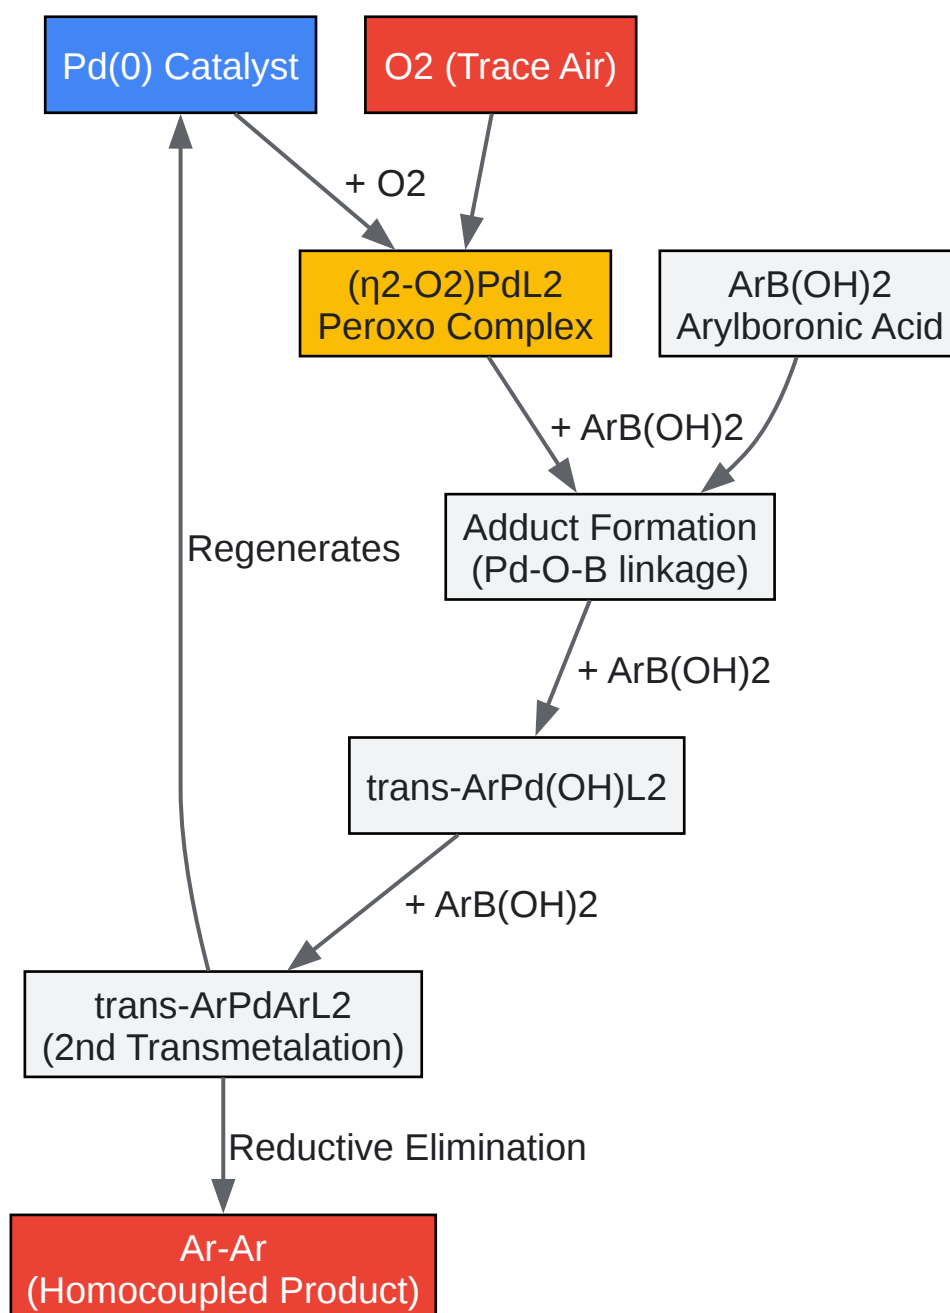 Pd(0) Catalyst
O2 (Trace Air)
+ O2
(η2-O2)PdL2
Peroxo Complex
ArB(OH)2
Arylboronic Acid
+ ArB(OH)2
Adduct Formation
(Pd-O-B linkage)
Regenerates
+ ArB(OH)2
trans-ArPd(OH)L2
+ ArB(OH)2
trans-ArPdArL2
(2nd Transmetalation)
Reductive Elimination
Ar-Ar
(Homocoupled Product)